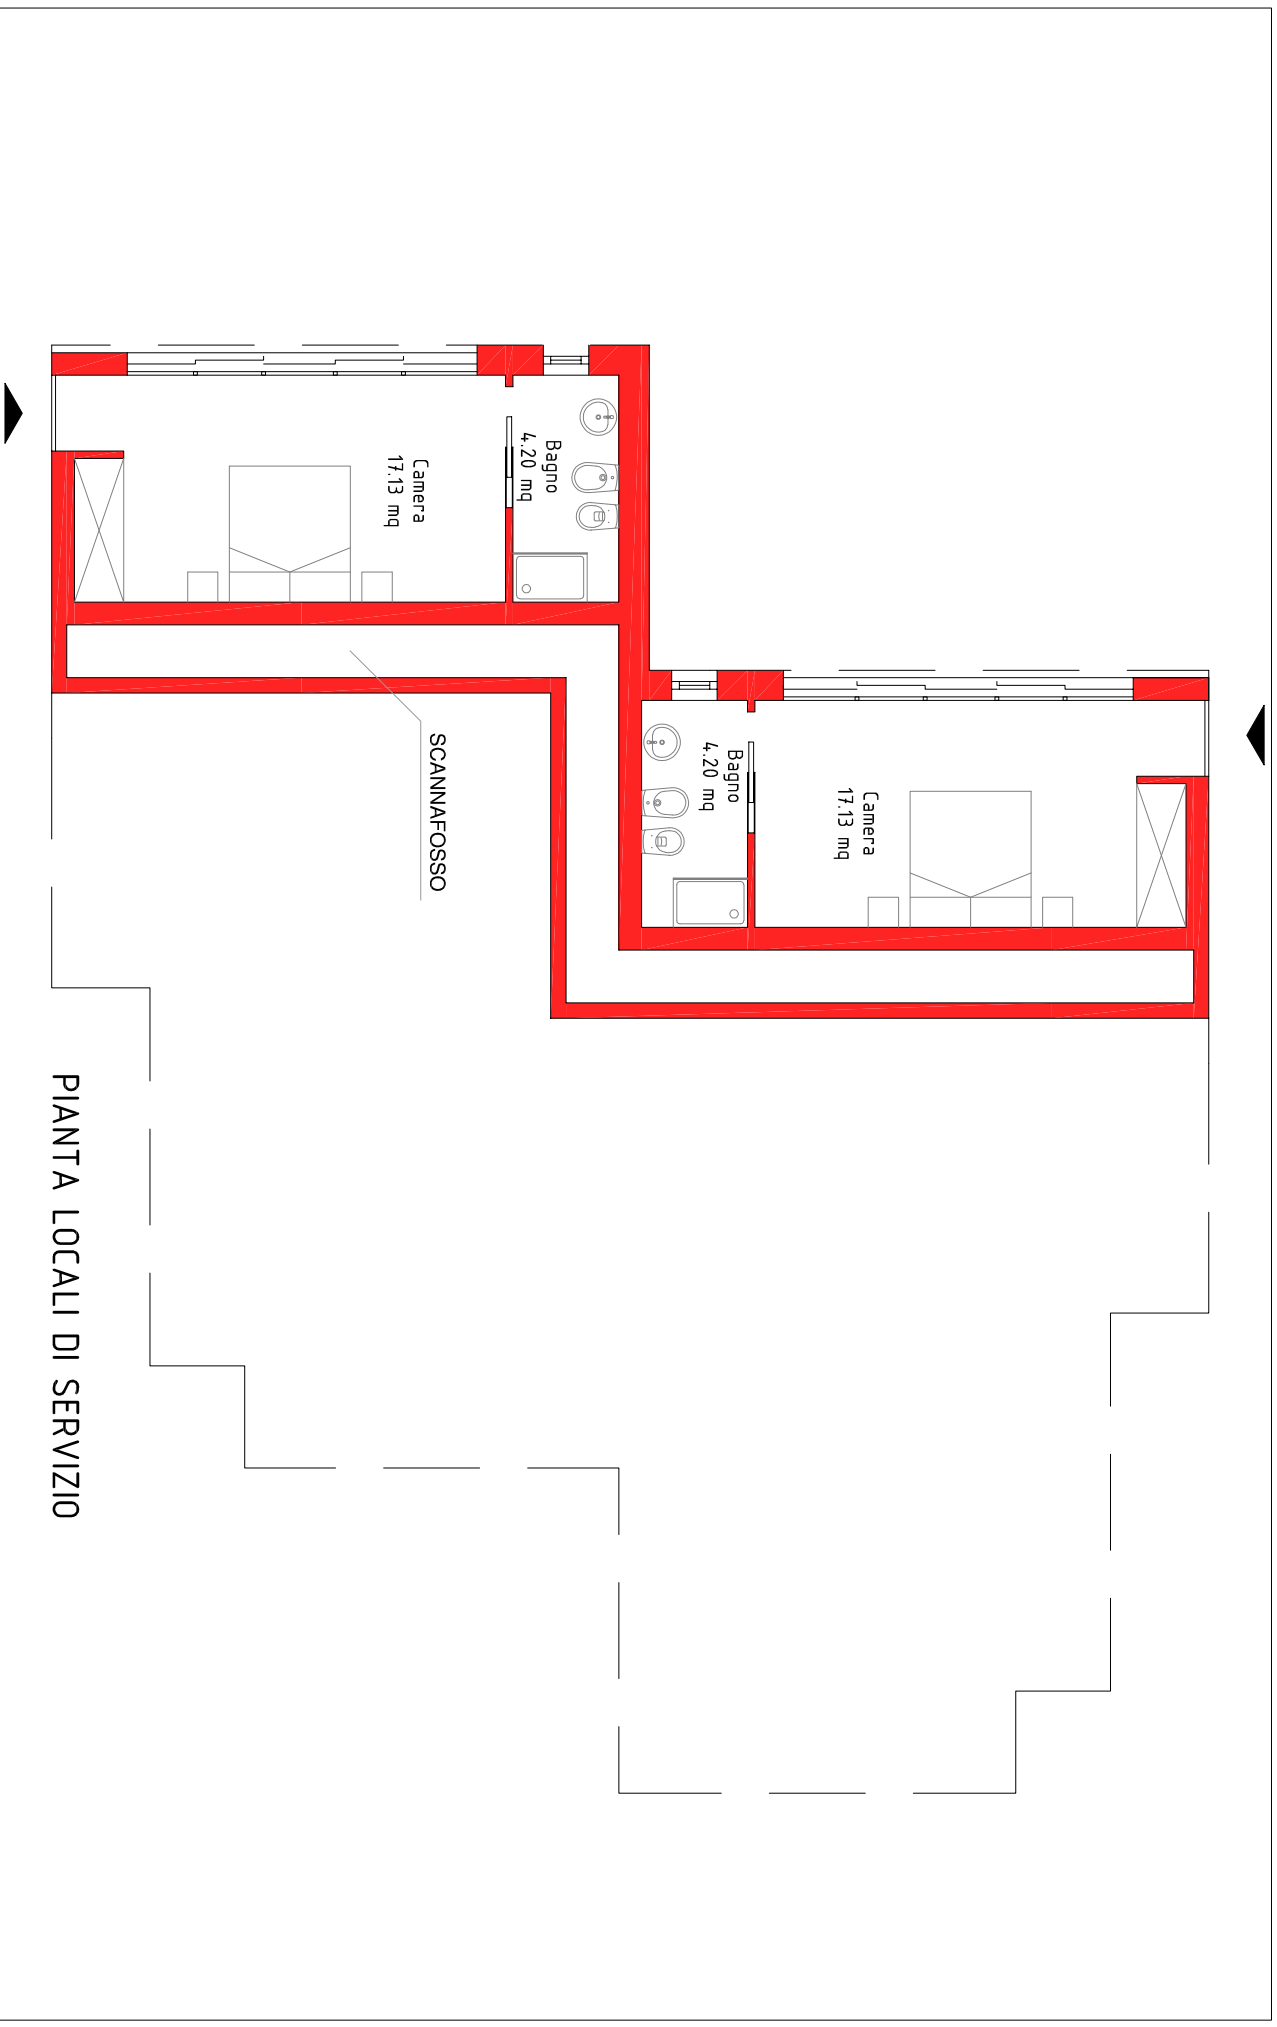 Camera
17.13 mq
Bagno
4.20 mq
Bagno
4.20 mq
Camera
17.13 mq
SCANNAFOSSO
PIANTA LOCALI DI SERVIZIO